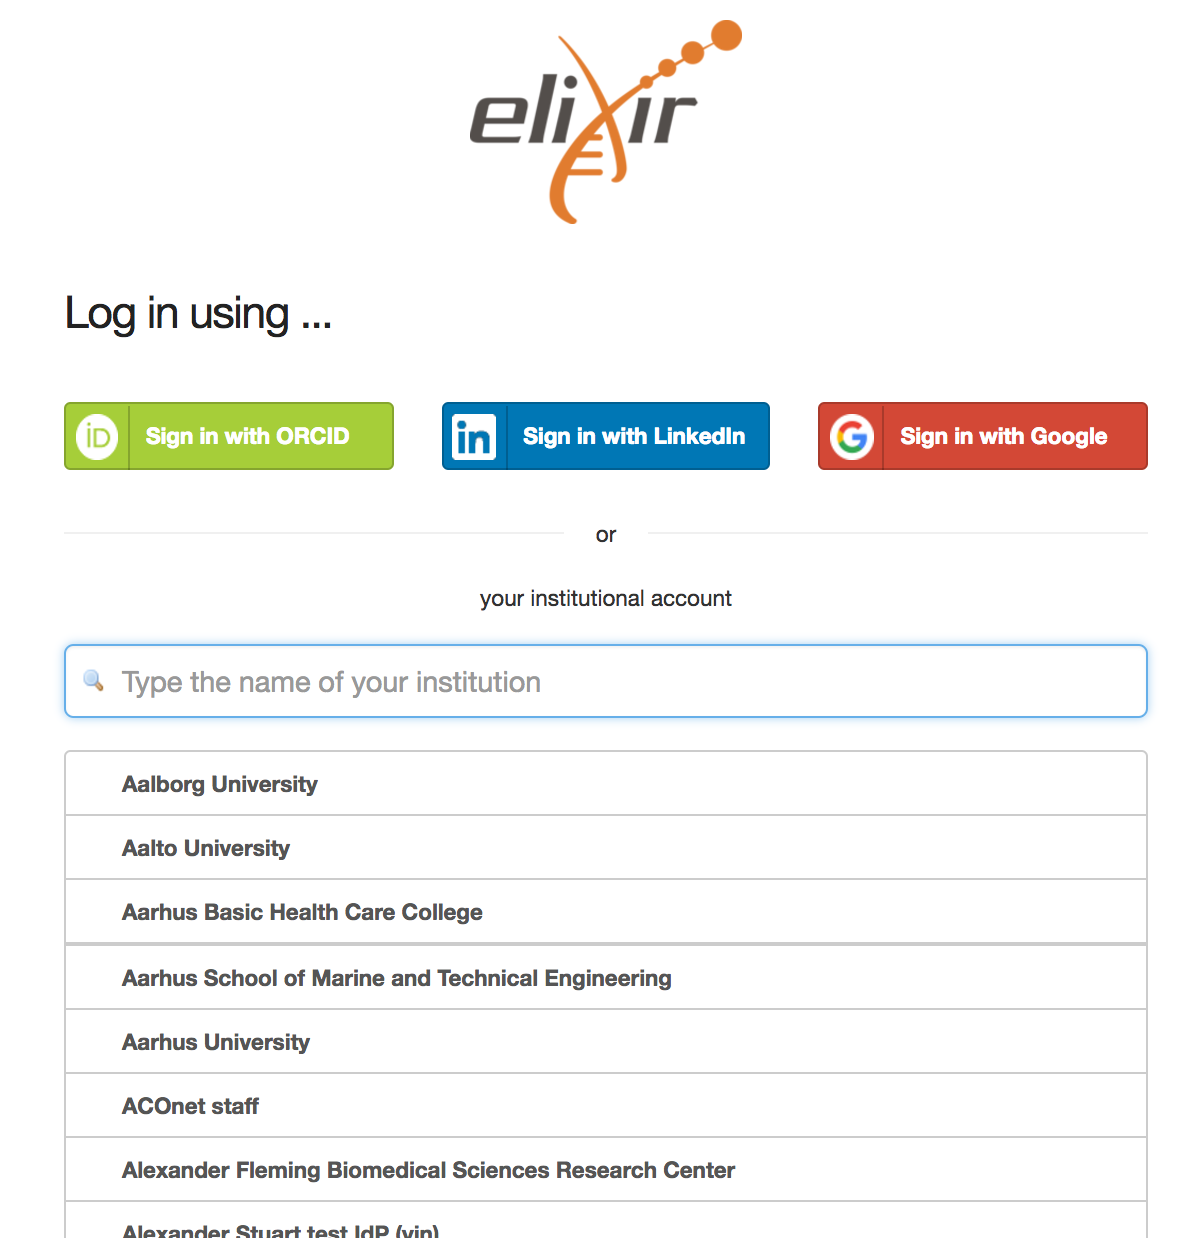 elixir
Log in using ...
iD Sign in with ORCID
in Sign in with LinkedIn
G Sign in with Google
or
your institutional account
Type the name of your institution
Aalborg University
Aalto University
Aarhus Basic Health Care College
Aarhus School of Marine and Technical Engineering
Aarhus University
ACOnet staff
Alexander Fleming Biomedical Sciences Research Center
Alexander Stuart test IdP (vip)